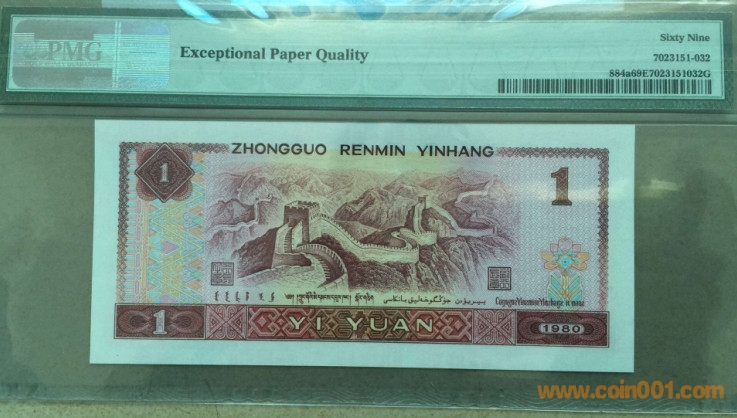 PMG
Exceptional Paper Quality
Sixty Nine
7023151-032
884a69E7023151032G
ZHONGGUO RENMIN YINHANG
1
1
1
YI YUAN
1980
www.coin001.com